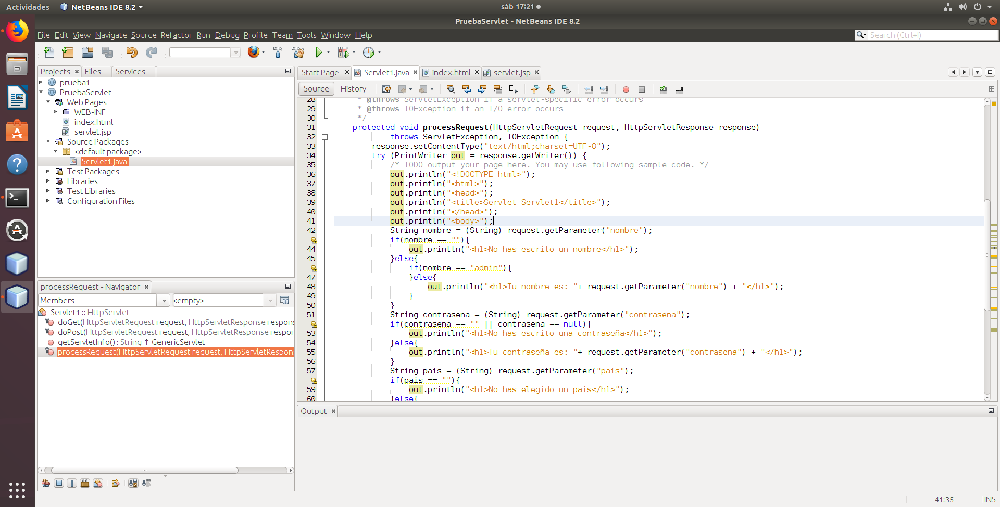 Actividades NetBeans IDE 8.2 sáb 17:21
PruebaServlet - NetBeans IDE 8.2
File Edit View Navigate Source Refactor Run Debug Profile Team Tools Window Help Search (Ctrl+I)
Projects Files Services
prueba1
PruebaServlet
Web Pages
WEB-INF
index.html
servlet.jsp
Source Packages
<default package>
Servlet1.java
Test Packages
Libraries
Test Libraries
Configuration Files
processRequest - Navigator
Members <empty>
Servlet1 :: HttpServlet
doGet(HttpServletRequest request, HttpServletResponse respons
doPost(HttpServletRequest request, HttpServletResponse respor
getServletInfo() : String ↑ GenericServlet
processRequest(HttpServletRequest request, HttpServletRespons
Start Page Servlet1.java index.html servlet.jsp
Source History
28 * @throws ServletException if a servlet-specific error occurs
29 * @throws IOException if an I/O error occurs
30 */
31 protected void processRequest(HttpServletRequest request, HttpServletResponse response)
32 throws ServletException, IOException {
33 response.setContentType("text/html;charset=UTF-8");
34 try (PrintWriter out = response.getWriter()) {
35 /* TODO output your page here. You may use following sample code. */
36 out.println("<!DOCTYPE html>");
37 out.println("<html>");
38 out.println("<head>");
39 out.println("<title>Servlet Servlet1</title>");
40 out.println("</head>");
41 out.println("<body>");
42 String nombre = (String) request.getParameter("nombre");
if(nombre == ""){
44 out.println("<h1>No has escrito un nombre</h1>");
45 }else{
if(nombre == "admin"){
47 }else{
48 out.println("<h1>Tu nombre es: "+ request.getParameter("nombre") + "</h1>");
49 }
50 }
51 String contrasena = (String) request.getParameter("contrasena");
if(contrasena == "" || contrasena == null){
53 out.println("<h1>No has escrito una contraseña</h1>");
54 }else{
55 out.println("<h1>Tu contraseña es: "+ request.getParameter("contrasena") + "</h1>");
56 }
57 String pais = (String) request.getParameter("pais");
if(pais == ""){
59 out.println("<h1>No has elegido un pais</h1>");
60 }else{
Output
41:35 INS